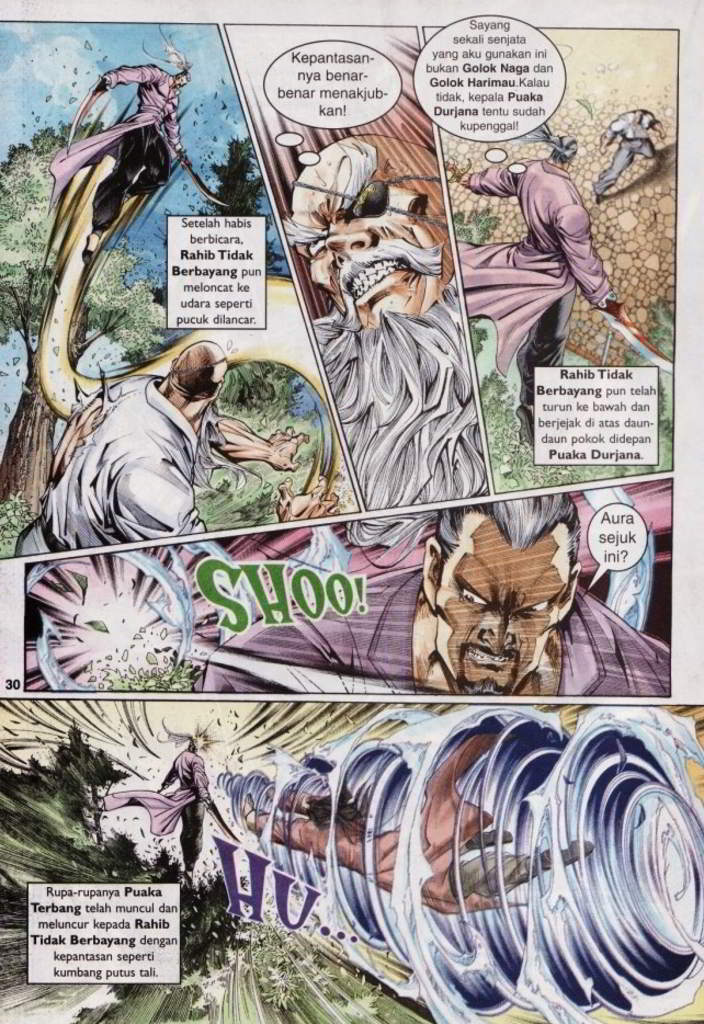 Setelah habis
berbicara,
Rahib Tidak
Berbayang pun
meloncat ke
udara seperti
pucuk dilancar.
Kepantasan-
nya benar-
benar menakjub-
kan!
Sayang
sekali senjata
yang aku gunakan ini
bukan Golok Naga dan
Golok Harimau.Kalau
tidak, kepala Puaka
Durjana tentu sudah
kupenggal!
Rahib Tidak
Berbayang pun telah
turun ke bawah dan
berjejak di atas daun-
daun pokok didepan
Puaka Durjana.
SHOO!
Aura
sejuk
ini?
30
HU...
Rupa-rupanya Puaka
Terbang telah muncul dan
meluncur kepada Rahib
Tidak Berbayang dengan
kepantasan seperti
kumbang putus tali.